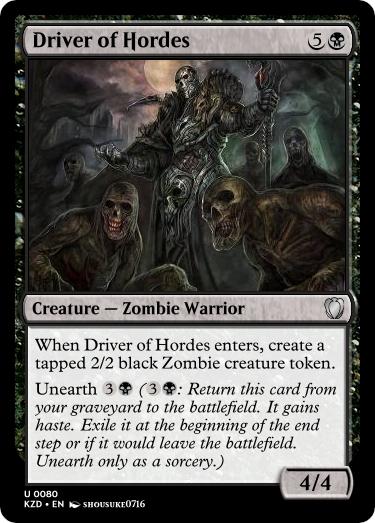 Driver of Hordes 5
Creature — Zombie Warrior
When Driver of Hordes enters, create a
tapped 2/2 black Zombie creature token.
Unearth 3 (3: Return this card from
your graveyard to the battlefield. It gains
haste. Exile it at the beginning of the end
step or if it would leave the battlefield.
Unearth only as a sorcery.)
4/4
U 0080
KZD • EN SHOUSUKE0716